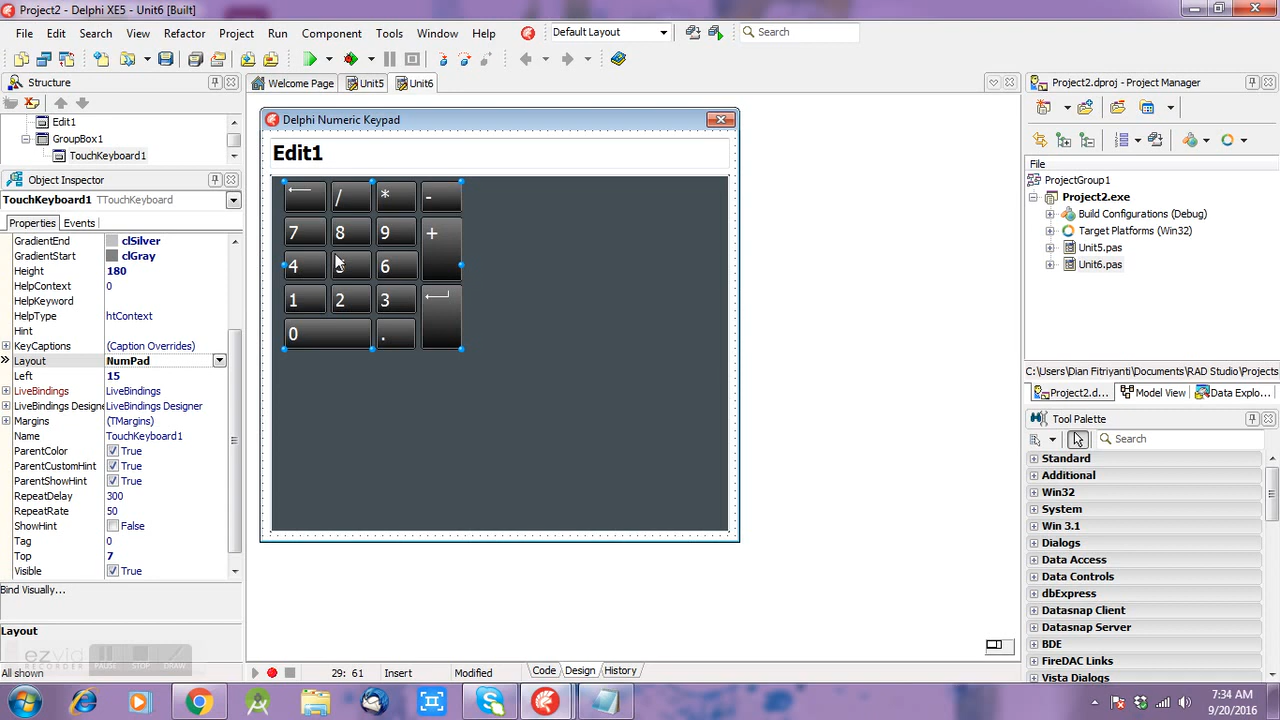 Project2 - Delphi XE5 - Unit6 [Built]
File Edit Search View Refactor Project Run Component Tools Window Help Default Layout Search
Structure
Edit1
GroupBox1
TouchKeyboard1
Object Inspector
TouchKeyboard1 TTouchKeyboard
Properties Events
GradientEnd clSilver
GradientStart clGray
Height 180
HelpContext 0
HelpKeyword
HelpType htContext
Hint
KeyCaptions (Caption Overrides)
Layout NumPad
Left 15
LiveBindings LiveBindings
LiveBindings Designe LiveBindings Designer
Margins (TMargins)
Name TouchKeyboard1
ParentColor True
ParentCustomHint True
ParentShowHint True
RepeatDelay 300
RepeatRate 50
ShowHint False
Tag 0
Top 7
Visible True
Bind Visually...
Layout
ezvid
RECORDER
PAUSE STOP DRAW
All shown
Welcome Page Unit5 Unit6
Delphi Numeric Keypad
Edit1
/ * -
7 8 9 +
4 6
1 2 3
0 .
29: 61 Insert Modified Code Design History
Project2.dproj - Project Manager
File
ProjectGroup1
Project2.exe
Build Configurations (Debug)
Target Platforms (Win32)
Unit5.pas
Unit6.pas
C:\Users\Dian Fitriyanti\Documents\RAD Studio\Projects
Project2.d... Model View Data Explo...
Tool Palette
Search
Standard
Additional
Win32
System
Win 3.1
Dialogs
Data Access
Data Controls
dbExpress
Datasnap Client
Datasnap Server
BDE
FireDAC Links
Vista Dialogs
7:34 AM
9/20/2016